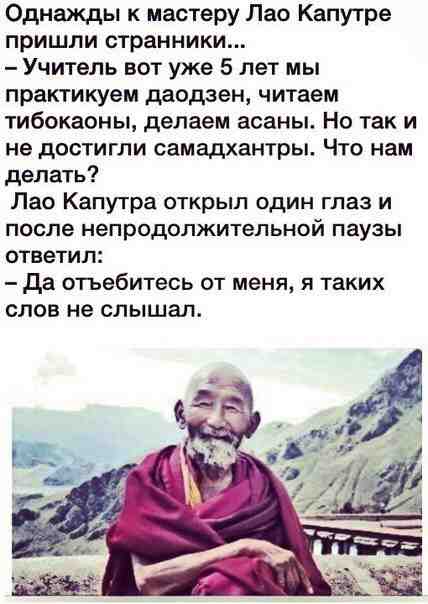 Однажды к мастеру Лао Капутре
пришли странники...
– Учитель вот уже 5 лет мы
практикуем даодзен, читаем
тибокаоны, делаем асаны. Но так и
не достигли самадхантры. Что нам
делать?
Лао Капутра открыл один глаз и
после непродолжительной паузы
ответил:
– Да отъебитесь от меня, я таких
слов не слышал.